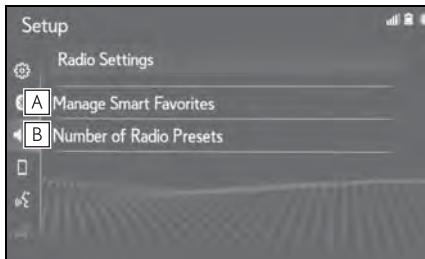 Setup
Radio Settings
A Manage Smart Favorites
B Number of Radio Presets